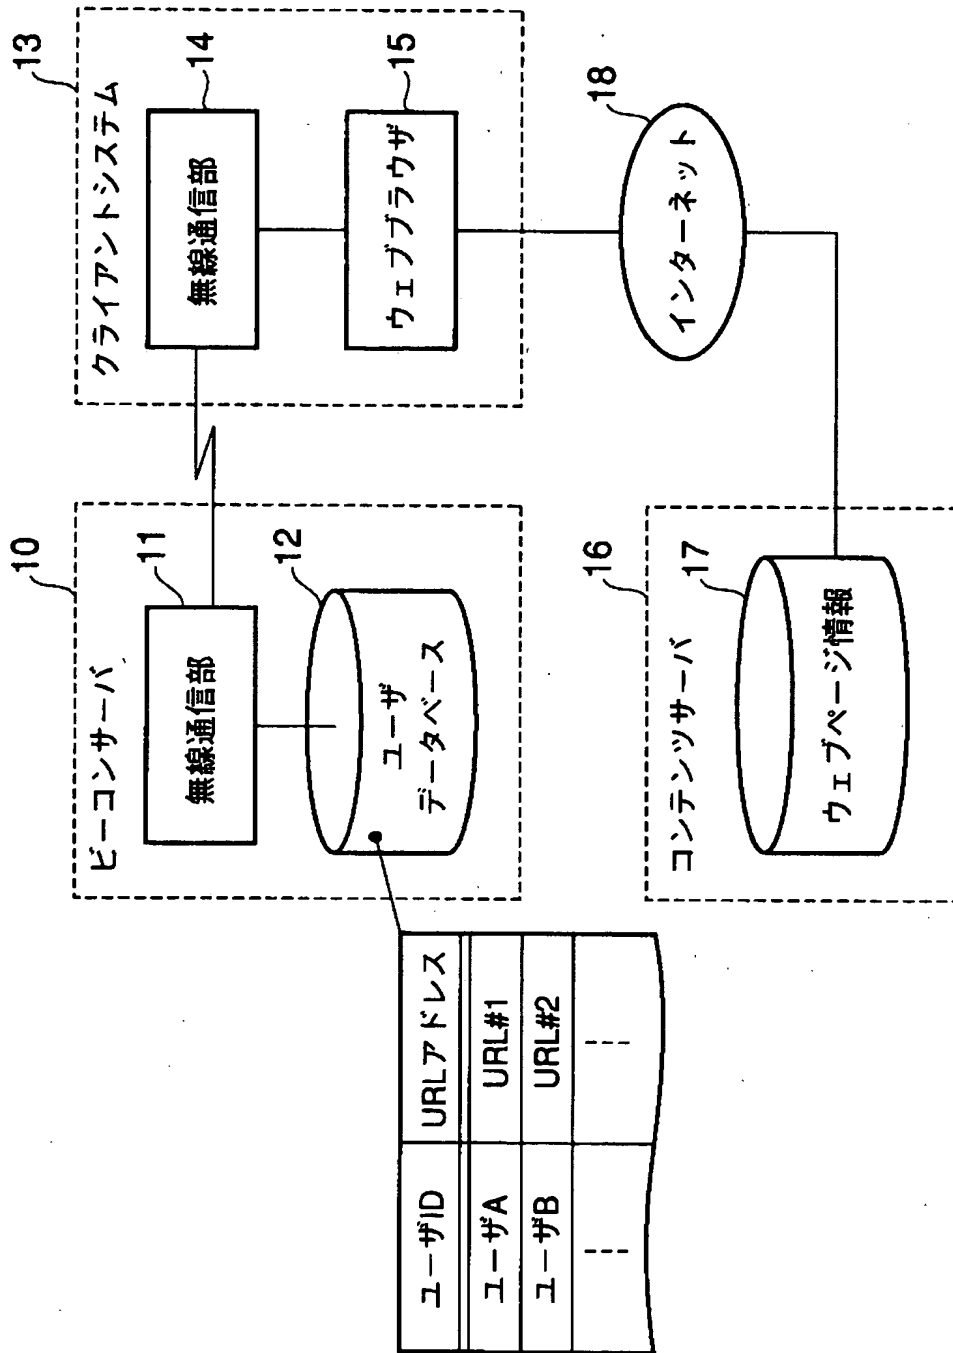 10
ビーコンサーバ
11
無線通信部
12
ユーザ
データベース
13
クライアントシステム
14
無線通信部
15
ウェブブラウザ
ユーザID URLアドレス
ユーザA URL#1
ユーザB URL#2
16
コンテンツサーバ
17
ウェブページ情報
18
インターネット